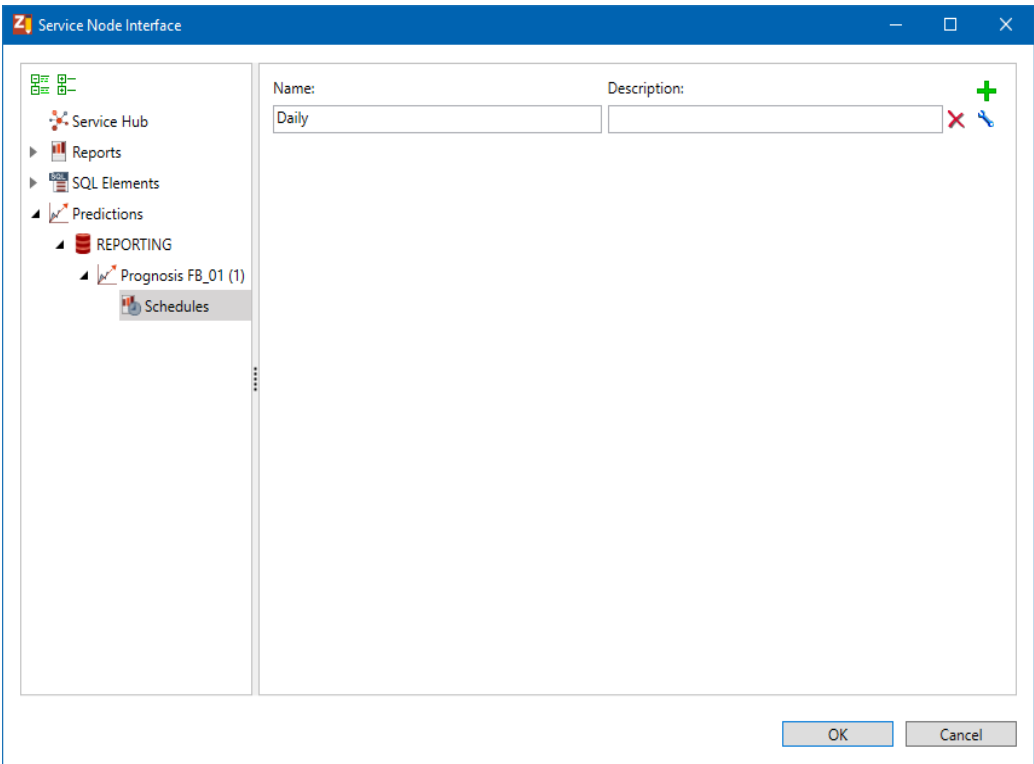 Service Node Interface
Name: Description:
Daily
Service Hub
Reports
SQL SQL Elements
Predictions
REPORTING
Prognosis FB_01 (1)
Schedules
OK Cancel